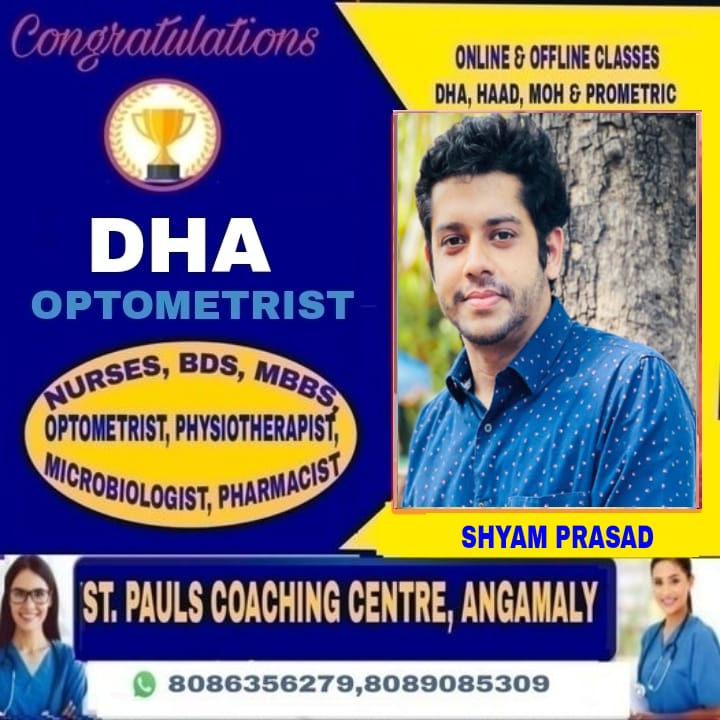 Congratulations
ONLINE & OFFLINE CLASSES
DHA, HAAD, MOH & PROMETRIC
DHA
OPTOMETRIST
NURSES, BDS, MBBS,
OPTOMETRIST, PHYSIOTHERAPIST,
MICROBIOLOGIST, PHARMACIST
SHYAM PRASAD
ST. PAULS COACHING CENTRE, ANGAMALY
8086356279,8089085309